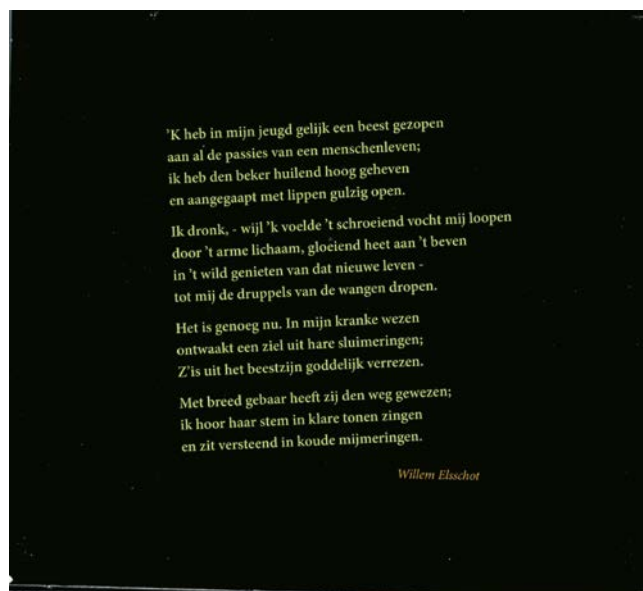 'K heb in mijn jeugd gelijk een beest gezopen
aan al de passies van een menschenleven;
ik heb den beker huilend hoog geheven
en aangegaapt met lippen gulzig open.
Ik dronk, - wijl 'k voelde 't schroeiend vocht mij loopen
door 't arme lichaam, gloeiend heet aan 't beven
in 't wild genieten van dat nieuwe leven -
tot mij de druppels van de wangen dropen.
Het is genoeg nu. In mijn kranke wezen
ontwaakt een ziel uit hare sluimeringen;
Z'is uit het beestzijn goddelijk verrezen.
Met breed gebaar heeft zij den weg gewezen;
ik hoor haar stem in klare tonen zingen
en zit versteend in koude mijmeringen.
Willem Elsschot